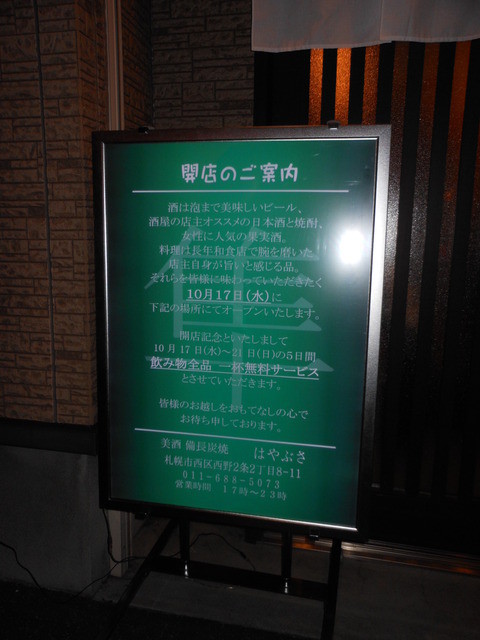 開店のご案内
酒は泡まで美味しいビール、
酒屋の店主オススメの日本酒と焼酎、
女性に人気の果実酒。
料理は長年和食店で腕を磨いた
店主自身が旨いと感じる品。
それらを皆様に味わっていただきたく
10月17日(水)に
下記の場所にてオープンいたします。
開店記念といたしまして
10月17日(水)~21日(日)の5日間
飲み物全品 一杯無料サービス
とさせていただきます。
皆様のお越しをおもてなしの心で
お待ち申しております。
美酒 備長炭焼 はやぶさ
札幌市西区西野2条2丁目8-11
011-688-5073
営業時間 17時~23時